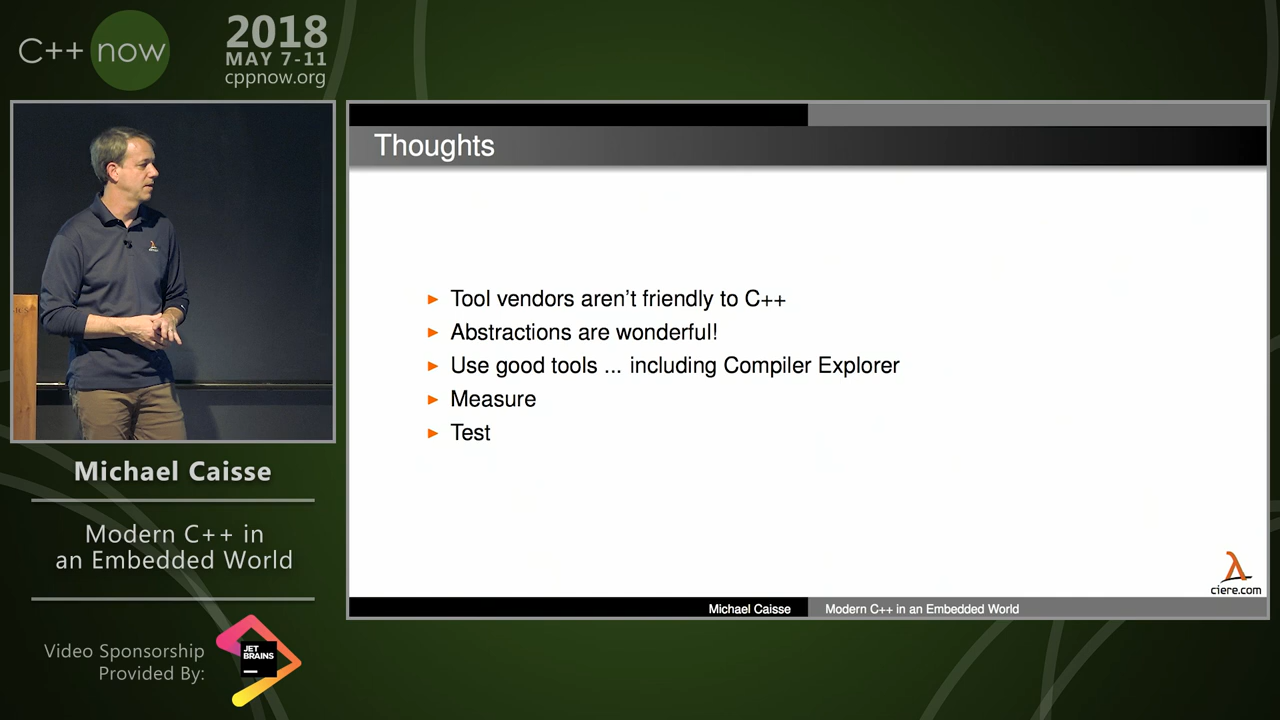 C++ now
2018
MAY 7-11
cppnow.org
Thoughts
► Tool vendors aren't friendly to C++
► Abstractions are wonderful!
► Use good tools ... including Compiler Explorer
► Measure
► Test
λ
ciere.com
Michael Caisse
Modern C++ in an Embedded World
Michael Caisse
Modern C++ in
an Embedded World
Video Sponsorship
Provided By:
JET
BRAINS